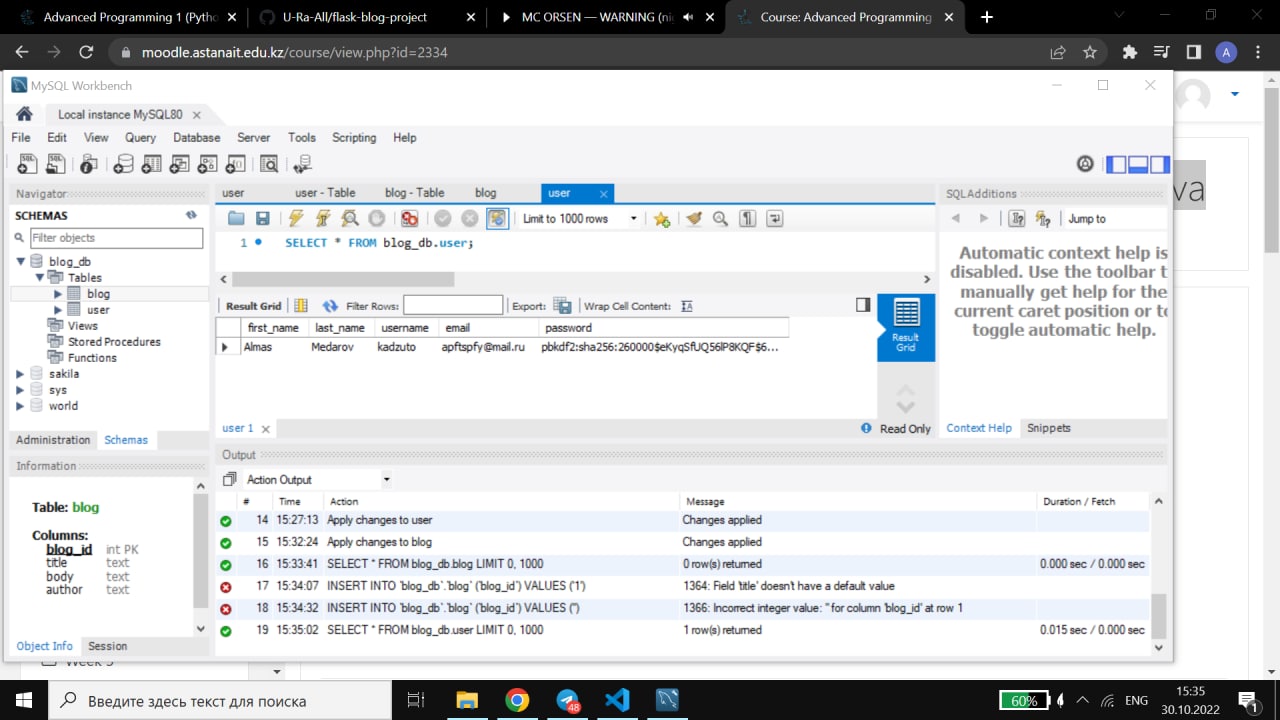 Advanced Programming 1 (Pytho
U-Ra-All/flask-blog-project
MC ORSEN — WARNING (ni
Course: Advanced Programming
moodle.astanait.edu.kz/course/view.php?id=2334
A
MySQL Workbench
Local instance MySQL80
File Edit View Query Database Server Tools Scripting Help
va
Navigator
SCHEMAS
Filter objects
blog_db
Tables
blog
user
Views
Stored Procedures
Functions
sakila
sys
world
Administration Schemas
Information
Table: blog
Columns:
blog_id int PK
title text
body text
author text
Object Info Session
user user - Table blog - Table blog user
Limit to 1000 rows
1 SELECT * FROM blog_db.user;
Result Grid Filter Rows: Export: Wrap Cell Content:
first_name last_name username email password
Almas Medarov kadzuto apftspfy@mail.ru pbkdf2:sha256:260000$eKyqSfUQ56lP8KQF$6...
Result
Grid
user 1 Read Only
SQLAdditions
Jump to
Automatic context help is
disabled. Use the toolbar t
manually get help for the
current caret position or to
toggle automatic help.
Context Help Snippets
Output
Action Output
# Time Action Message Duration / Fetch
14 15:27:13 Apply changes to user Changes applied
15 15:32:24 Apply changes to blog Changes applied
16 15:33:41 SELECT * FROM blog_db.blog LIMIT 0, 1000 0 row(s) returned 0.000 sec / 0.000 sec
17 15:34:07 INSERT INTO `blog_db`.`blog` (`blog_id`) VALUES ('1') 1364: Field 'title' doesn't have a default value
18 15:34:32 INSERT INTO `blog_db`.`blog` (`blog_id`) VALUES ('') 1366: Incorrect integer value: '' for column 'blog_id' at row 1
19 15:35:02 SELECT * FROM blog_db.user LIMIT 0, 1000 1 row(s) returned 0.015 sec / 0.000 sec
Введите здесь текст для поиска
48
60%
ENG
15:35
30.10.2022
1